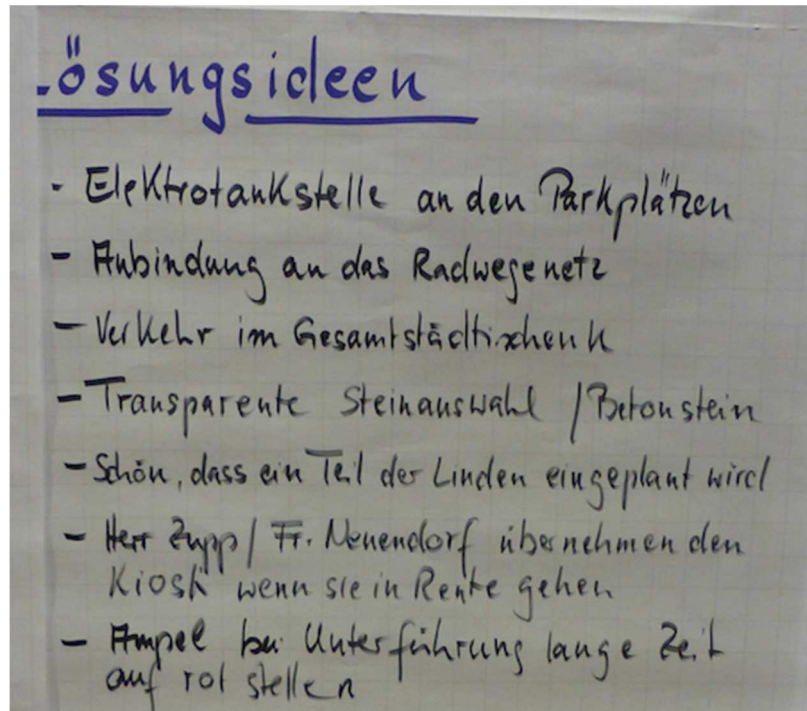 Lösungsideen
- Elektrotankstelle an den Parkplätzen
- Anbindung an das Radwegenetz
- Verkehr im Gesamtstädtischen K
- Transparente Steinauswahl / Betonstein
- Schön, dass ein Teil der Linden eingeplant wird
- Herr Zupp / Fr. Neuendorf übernehmen den
Kiosk wenn sie in Rente gehen
- Ampel bei Unterführung lange Zeit
auf rot stellen